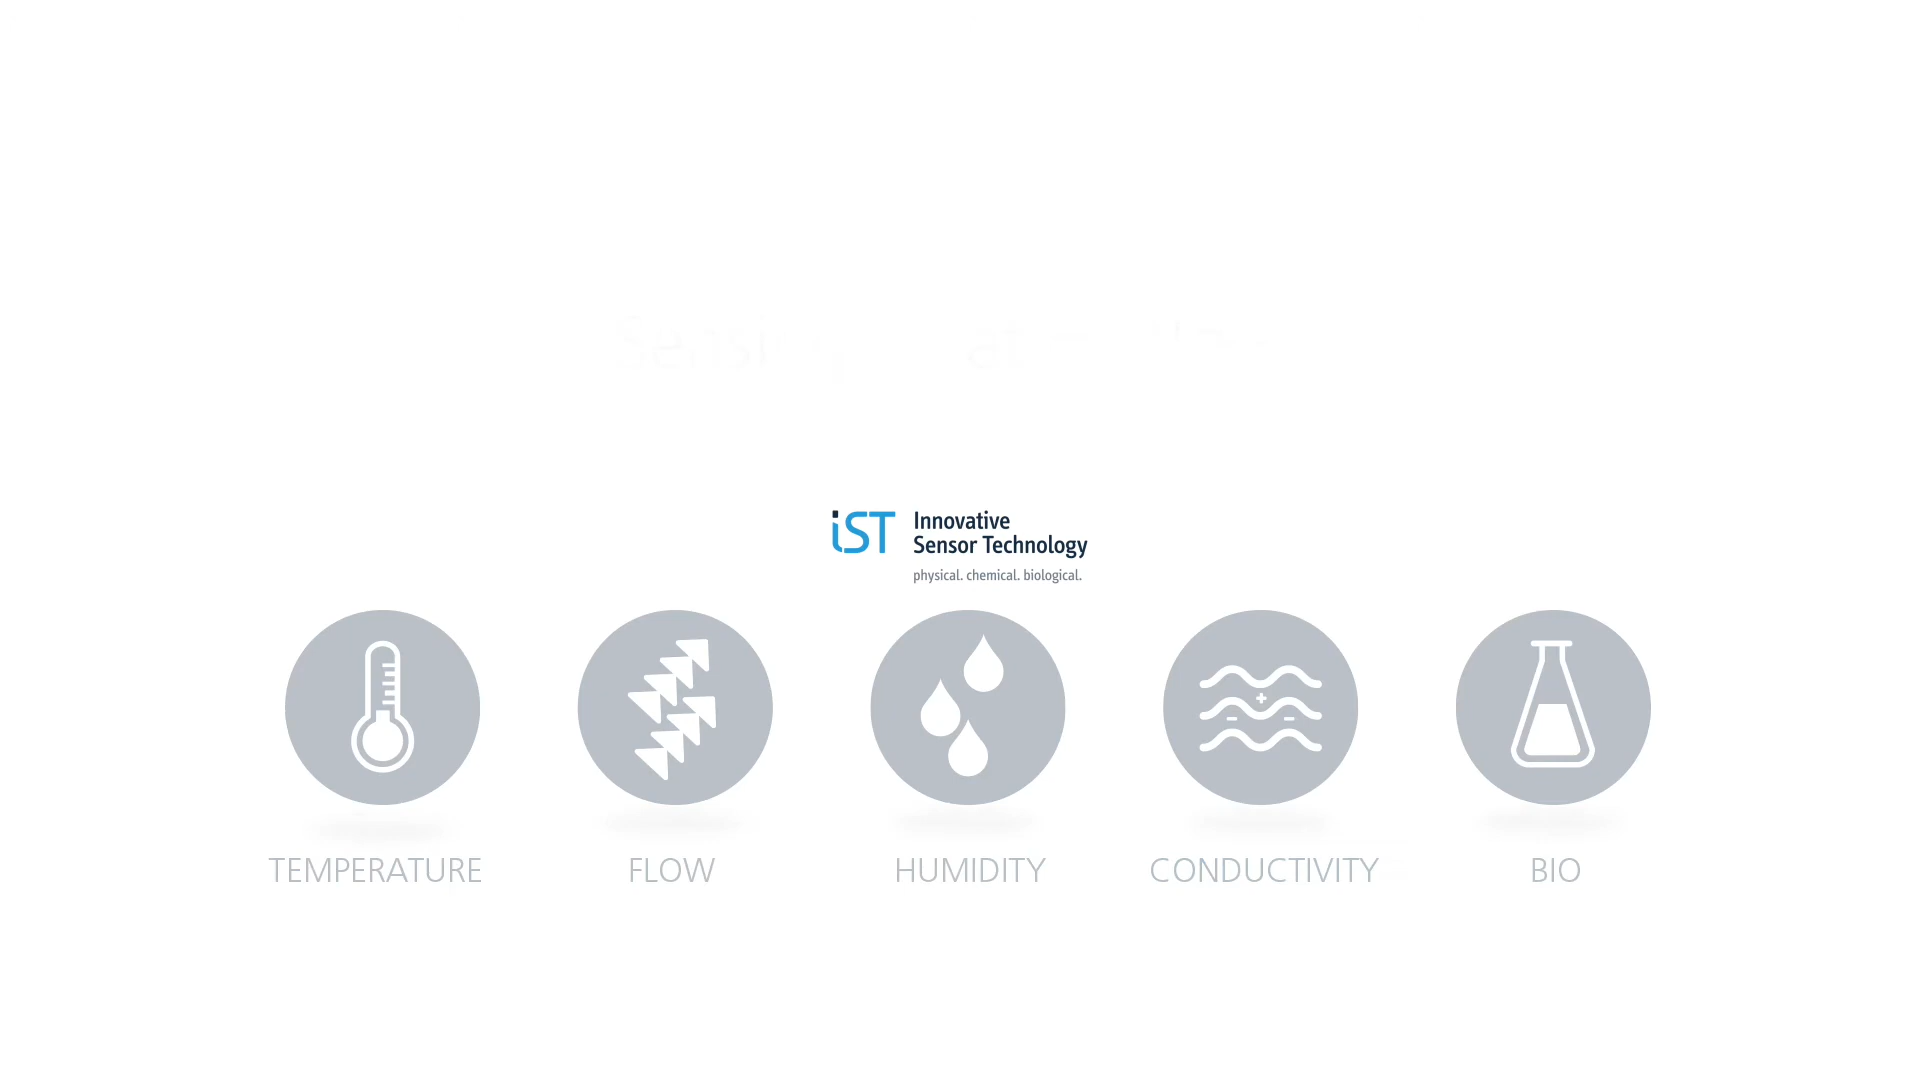 iST
Innovative
Sensor Technology
physical. chemical. biological.
TEMPERATURE
FLOW
HUMIDITY
CONDUCTIVITY
BIO